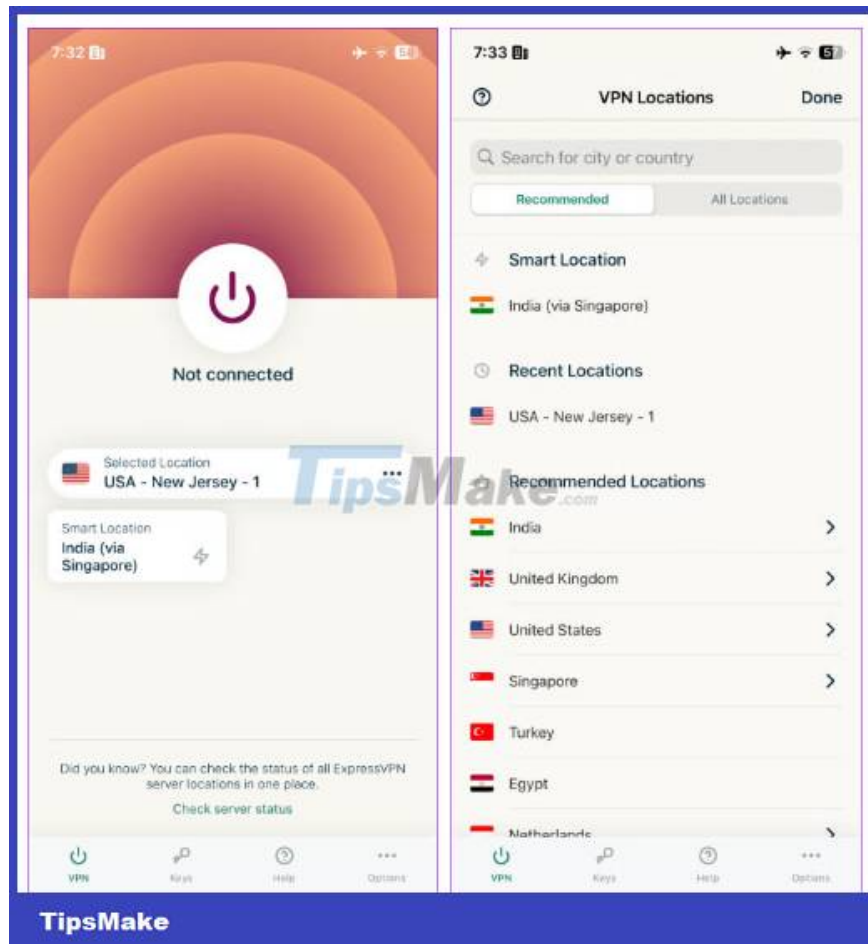 7:32
Not connected
Selected Location
USA - New Jersey - 1
Smart Location
India (via
Singapore)
Did you know? You can check the status of all ExpressVPN
server locations in one place.
Check server status
VPN
Keys
Help
Options
7:33
57
VPN Locations
Done
Search for city or country
Recommended
All Locations
Smart Location
India (via Singapore)
Recent Locations
USA - New Jersey - 1
Recommended Locations
India
United Kingdom
United States
Singapore
Turkey
Egypt
Netherlands
VPN
Keys
Help
Options
TipsMake.com
TipsMake